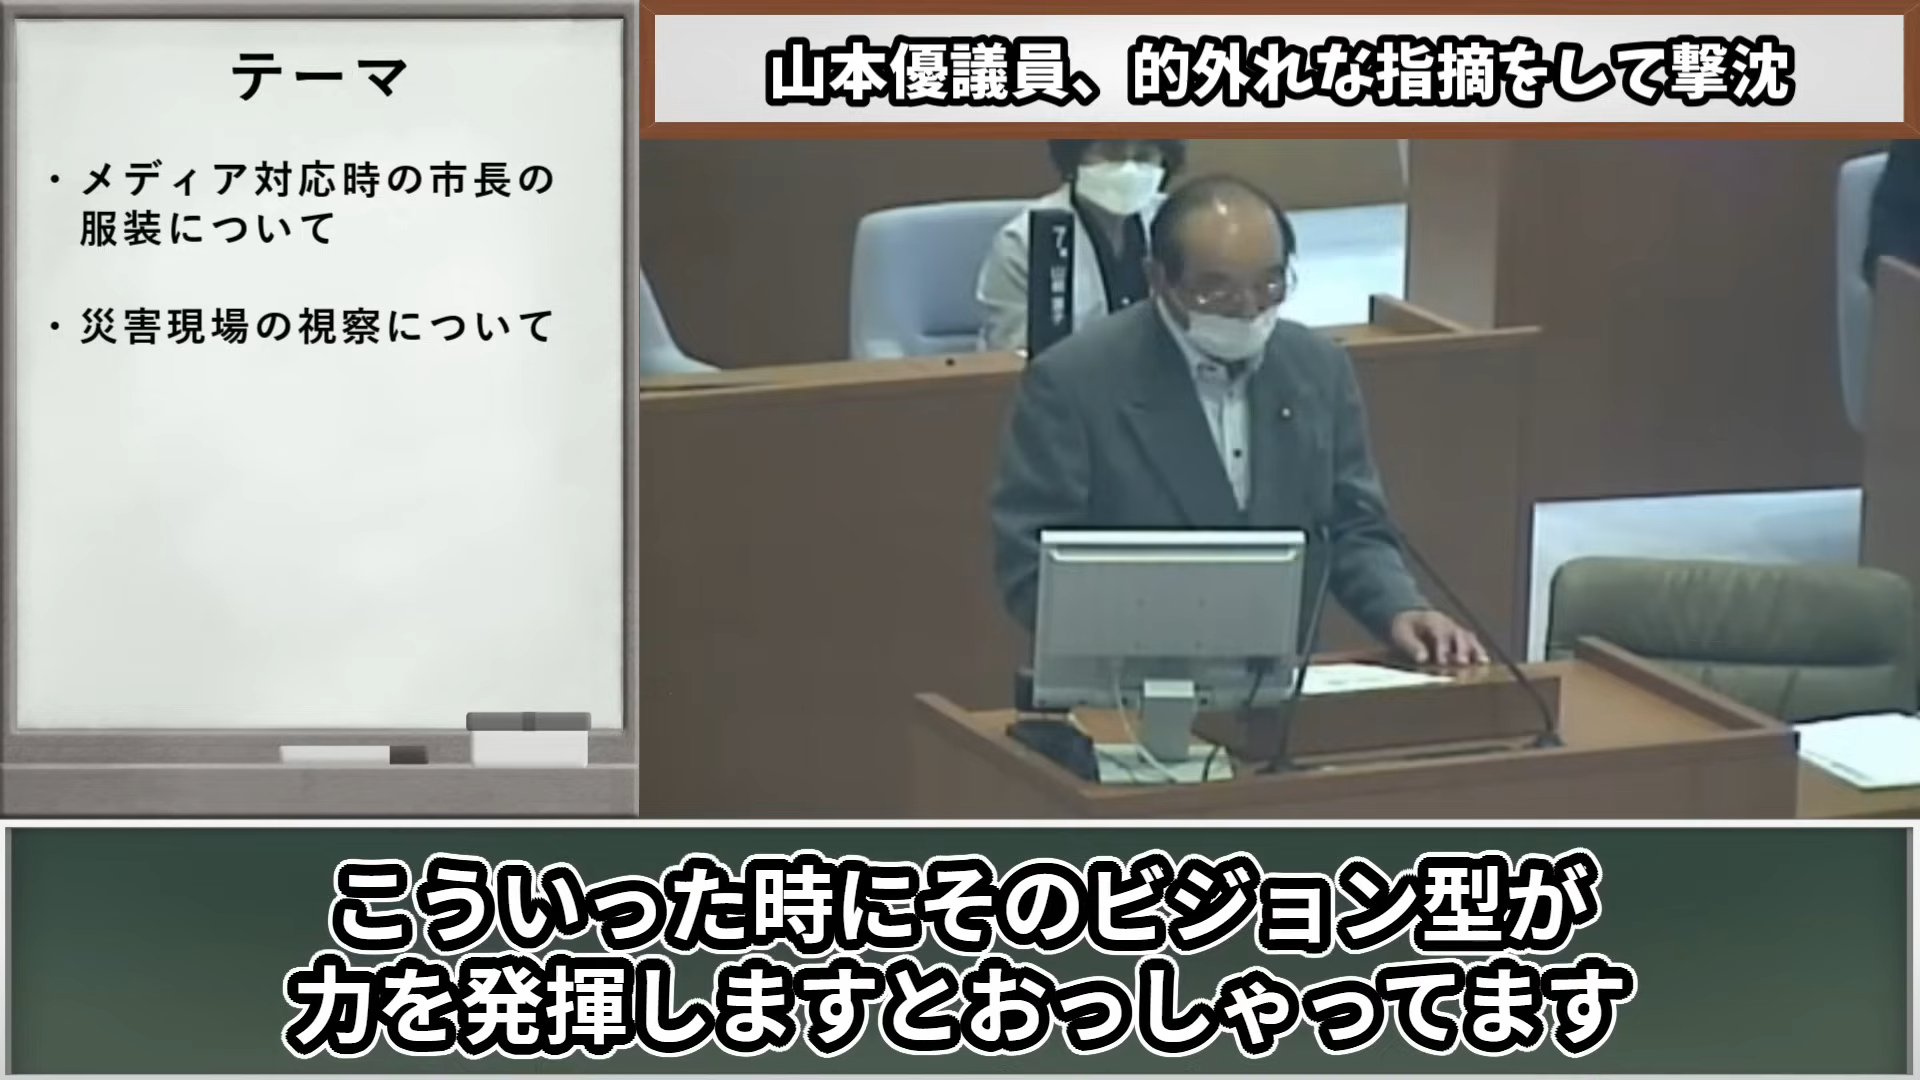 テーマ
・メディア対応時の市長の
服装について
・災害現場の視察について
山本優議員、的外れな指摘をして撃沈
こういった時にそのビジョン型が
力を発揮しますとおっしゃってます